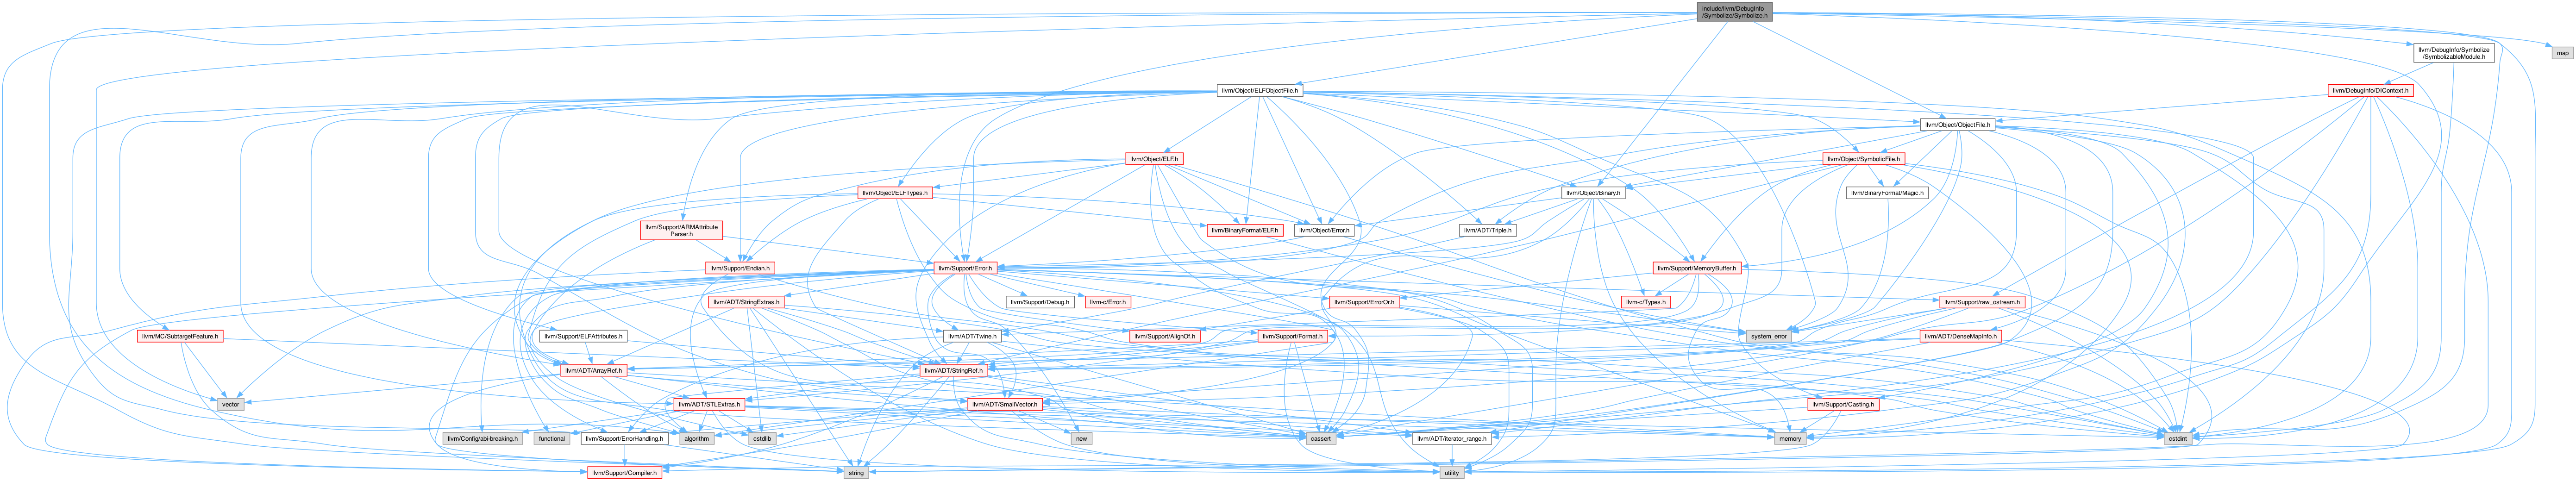 include/llvm/DebugInfo
/Symbolize/Symbolize.h
map
llvm/DebugInfo/Symbolize
/SymbolizableModule.h
llvm/Object/ELFObjectFile.h
llvm/DebugInfo/DIContext.h
llvm/Object/ObjectFile.h
llvm/Object/ELF.h
llvm/Object/SymbolicFile.h
llvm/Object/ELFTypes.h
llvm/Object/Binary.h
llvm/BinaryFormat/Magic.h
llvm/Support/ARMAttribute
Parser.h
llvm/BinaryFormat/ELF.h
llvm/Object/Error.h
llvm/ADT/Triple.h
llvm/Support/Endian.h
llvm/Support/Error.h
llvm/Support/MemoryBuffer.h
llvm/ADT/StringExtras.h
llvm/Support/Debug.h
llvm-c/Error.h
llvm/Support/ErrorOr.h
llvm-c/Types.h
llvm/Support/raw_ostream.h
llvm/MC/SubtargetFeature.h
llvm/Support/ELFAttributes.h
llvm/ADT/Twine.h
llvm/Support/AlignOf.h
llvm/Support/Format.h
system_error
llvm/ADT/DenseMapInfo.h
llvm/ADT/ArrayRef.h
llvm/ADT/StringRef.h
vector
llvm/ADT/STLExtras.h
llvm/ADT/SmallVector.h
llvm/Support/Casting.h
llvm/Config/abi-breaking.h
functional
llvm/Support/ErrorHandling.h
algorithm
cstdlib
new
cassert
llvm/ADT/iterator_range.h
memory
cstdint
llvm/Support/Compiler.h
string
utility